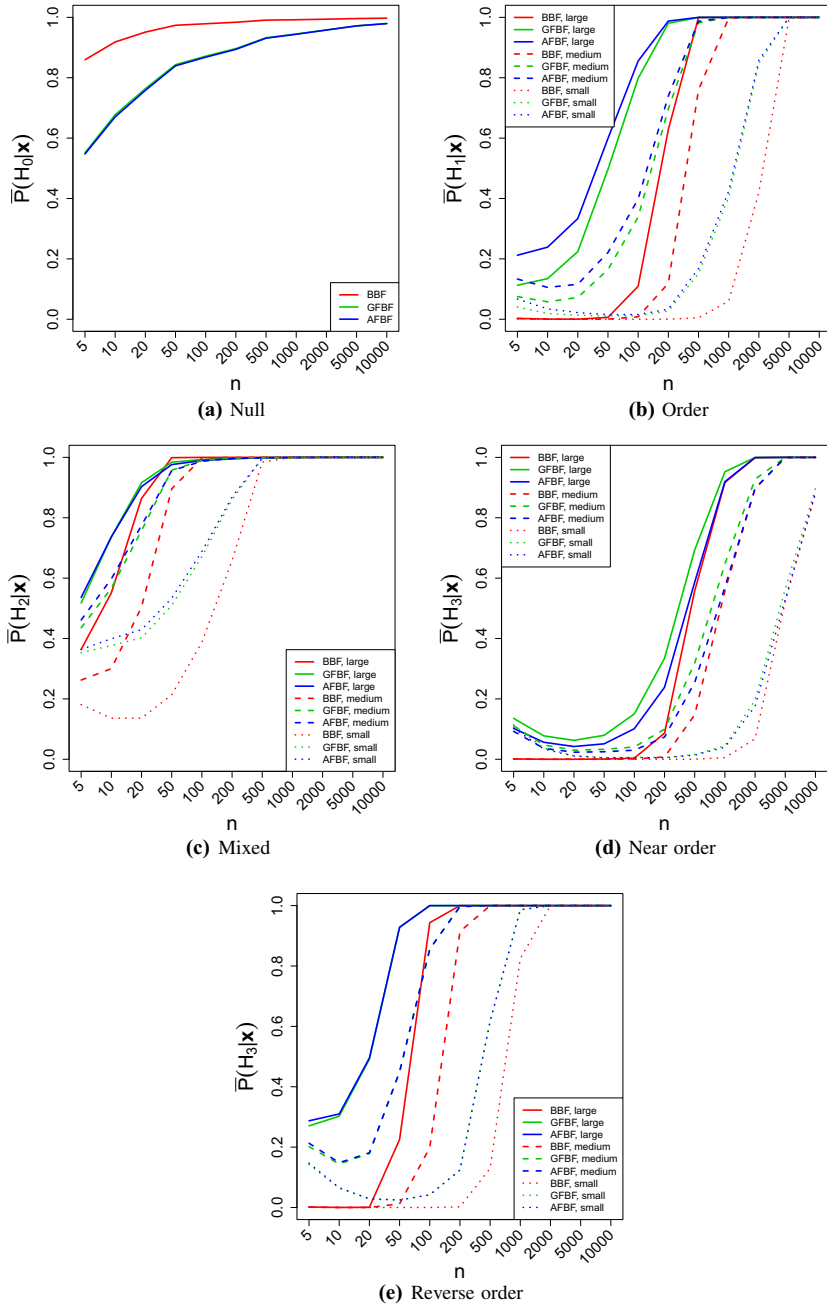 P̅(H₀|x)
1.0
0.8
0.6
0.4
0.2
0.0
BBF
GFBF
AFBF
5 10 20 50 100 200 500 1000 2000 5000 10000
n
(a) Null
P̅(H₁|x)
1.0
0.8
0.6
0.4
0.2
0.0
BBF, large
GFBF, large
AFBF, large
BBF, medium
GFBF, medium
AFBF, medium
BBF, small
GFBF, small
AFBF, small
5 10 20 50 100 200 500 1000 2000 5000 10000
n
(b) Order
P̅(H₂|x)
1.0
0.8
0.6
0.4
0.2
0.0
BBF, large
GFBF, large
AFBF, large
BBF, medium
GFBF, medium
AFBF, medium
BBF, small
GFBF, small
AFBF, small
5 10 20 50 100 200 500 1000 2000 5000 10000
n
(c) Mixed
P̅(H₃|x)
1.0
0.8
0.6
0.4
0.2
0.0
BBF, large
GFBF, large
AFBF, large
BBF, medium
GFBF, medium
AFBF, medium
BBF, small
GFBF, small
AFBF, small
5 10 20 50 100 200 500 1000 2000 5000 10000
n
(d) Near order
P̅(H₃|x)
1.0
0.8
0.6
0.4
0.2
0.0
BBF, large
GFBF, large
AFBF, large
BBF, medium
GFBF, medium
AFBF, medium
BBF, small
GFBF, small
AFBF, small
5 10 20 50 100 200 500 1000 2000 5000 10000
n
(e) Reverse order